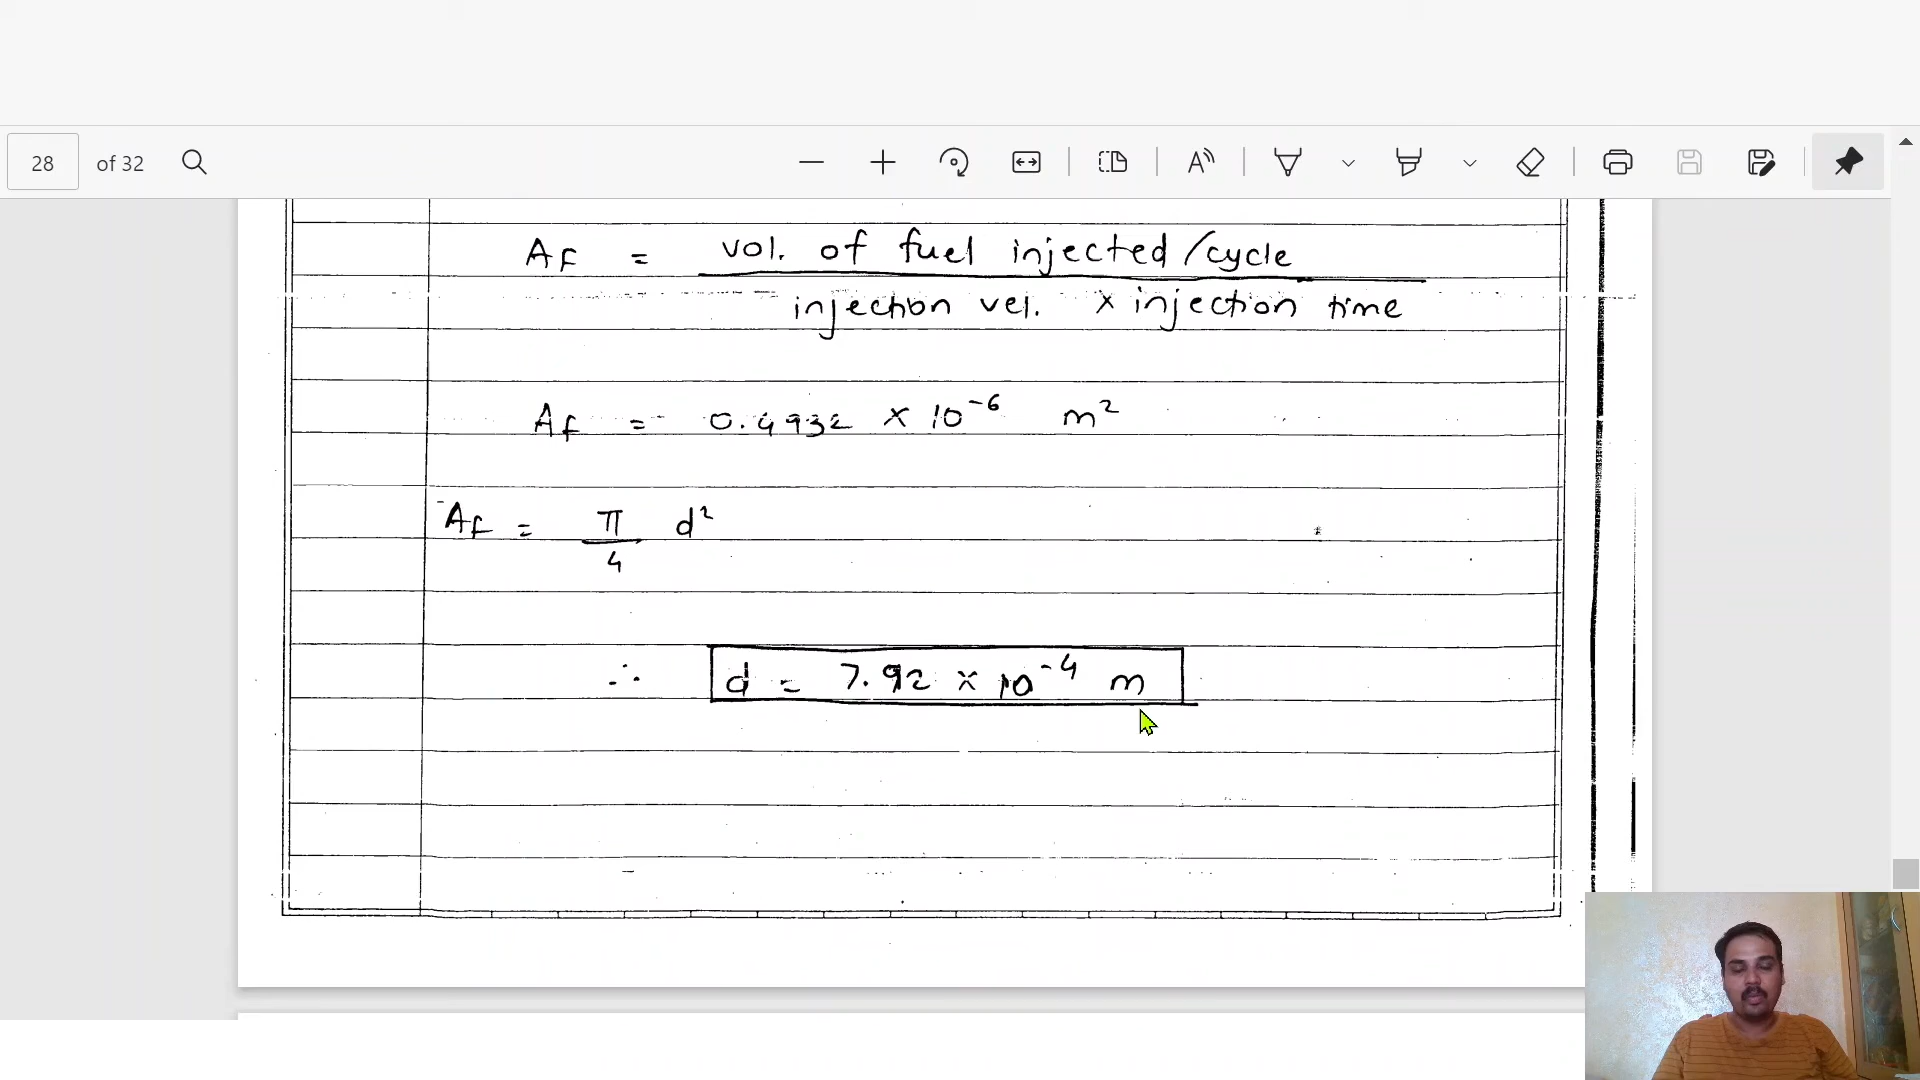 28 of 32
Af = vol. of fuel injected/cycle
injection vel. × injection time
Af = 0.4932 × 10⁻⁶ m²
Af = π d²
4
∴ d = 7.92 × 10⁻⁴ m